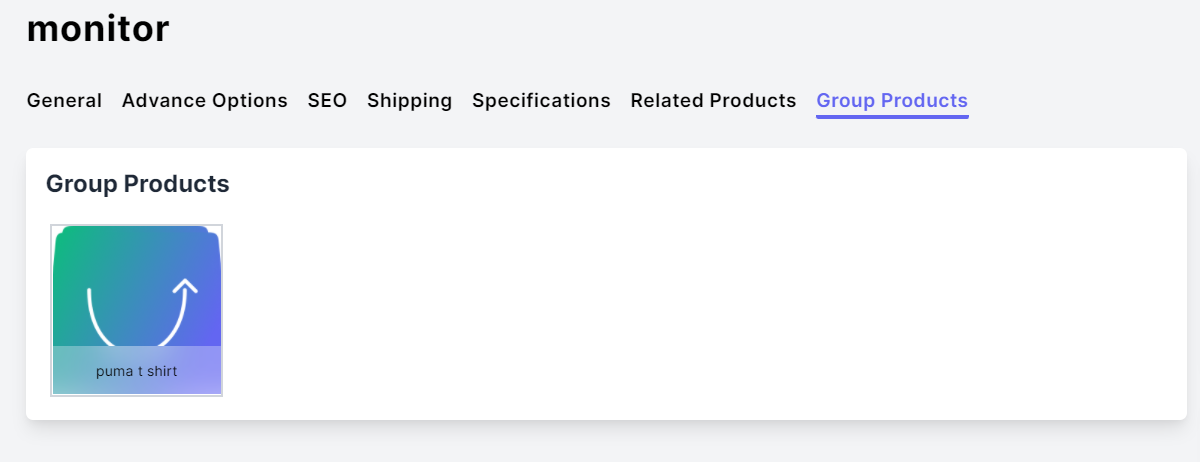 monitor
General Advance Options SEO Shipping Specifications Related Products Group Products
Group Products
puma t shirt